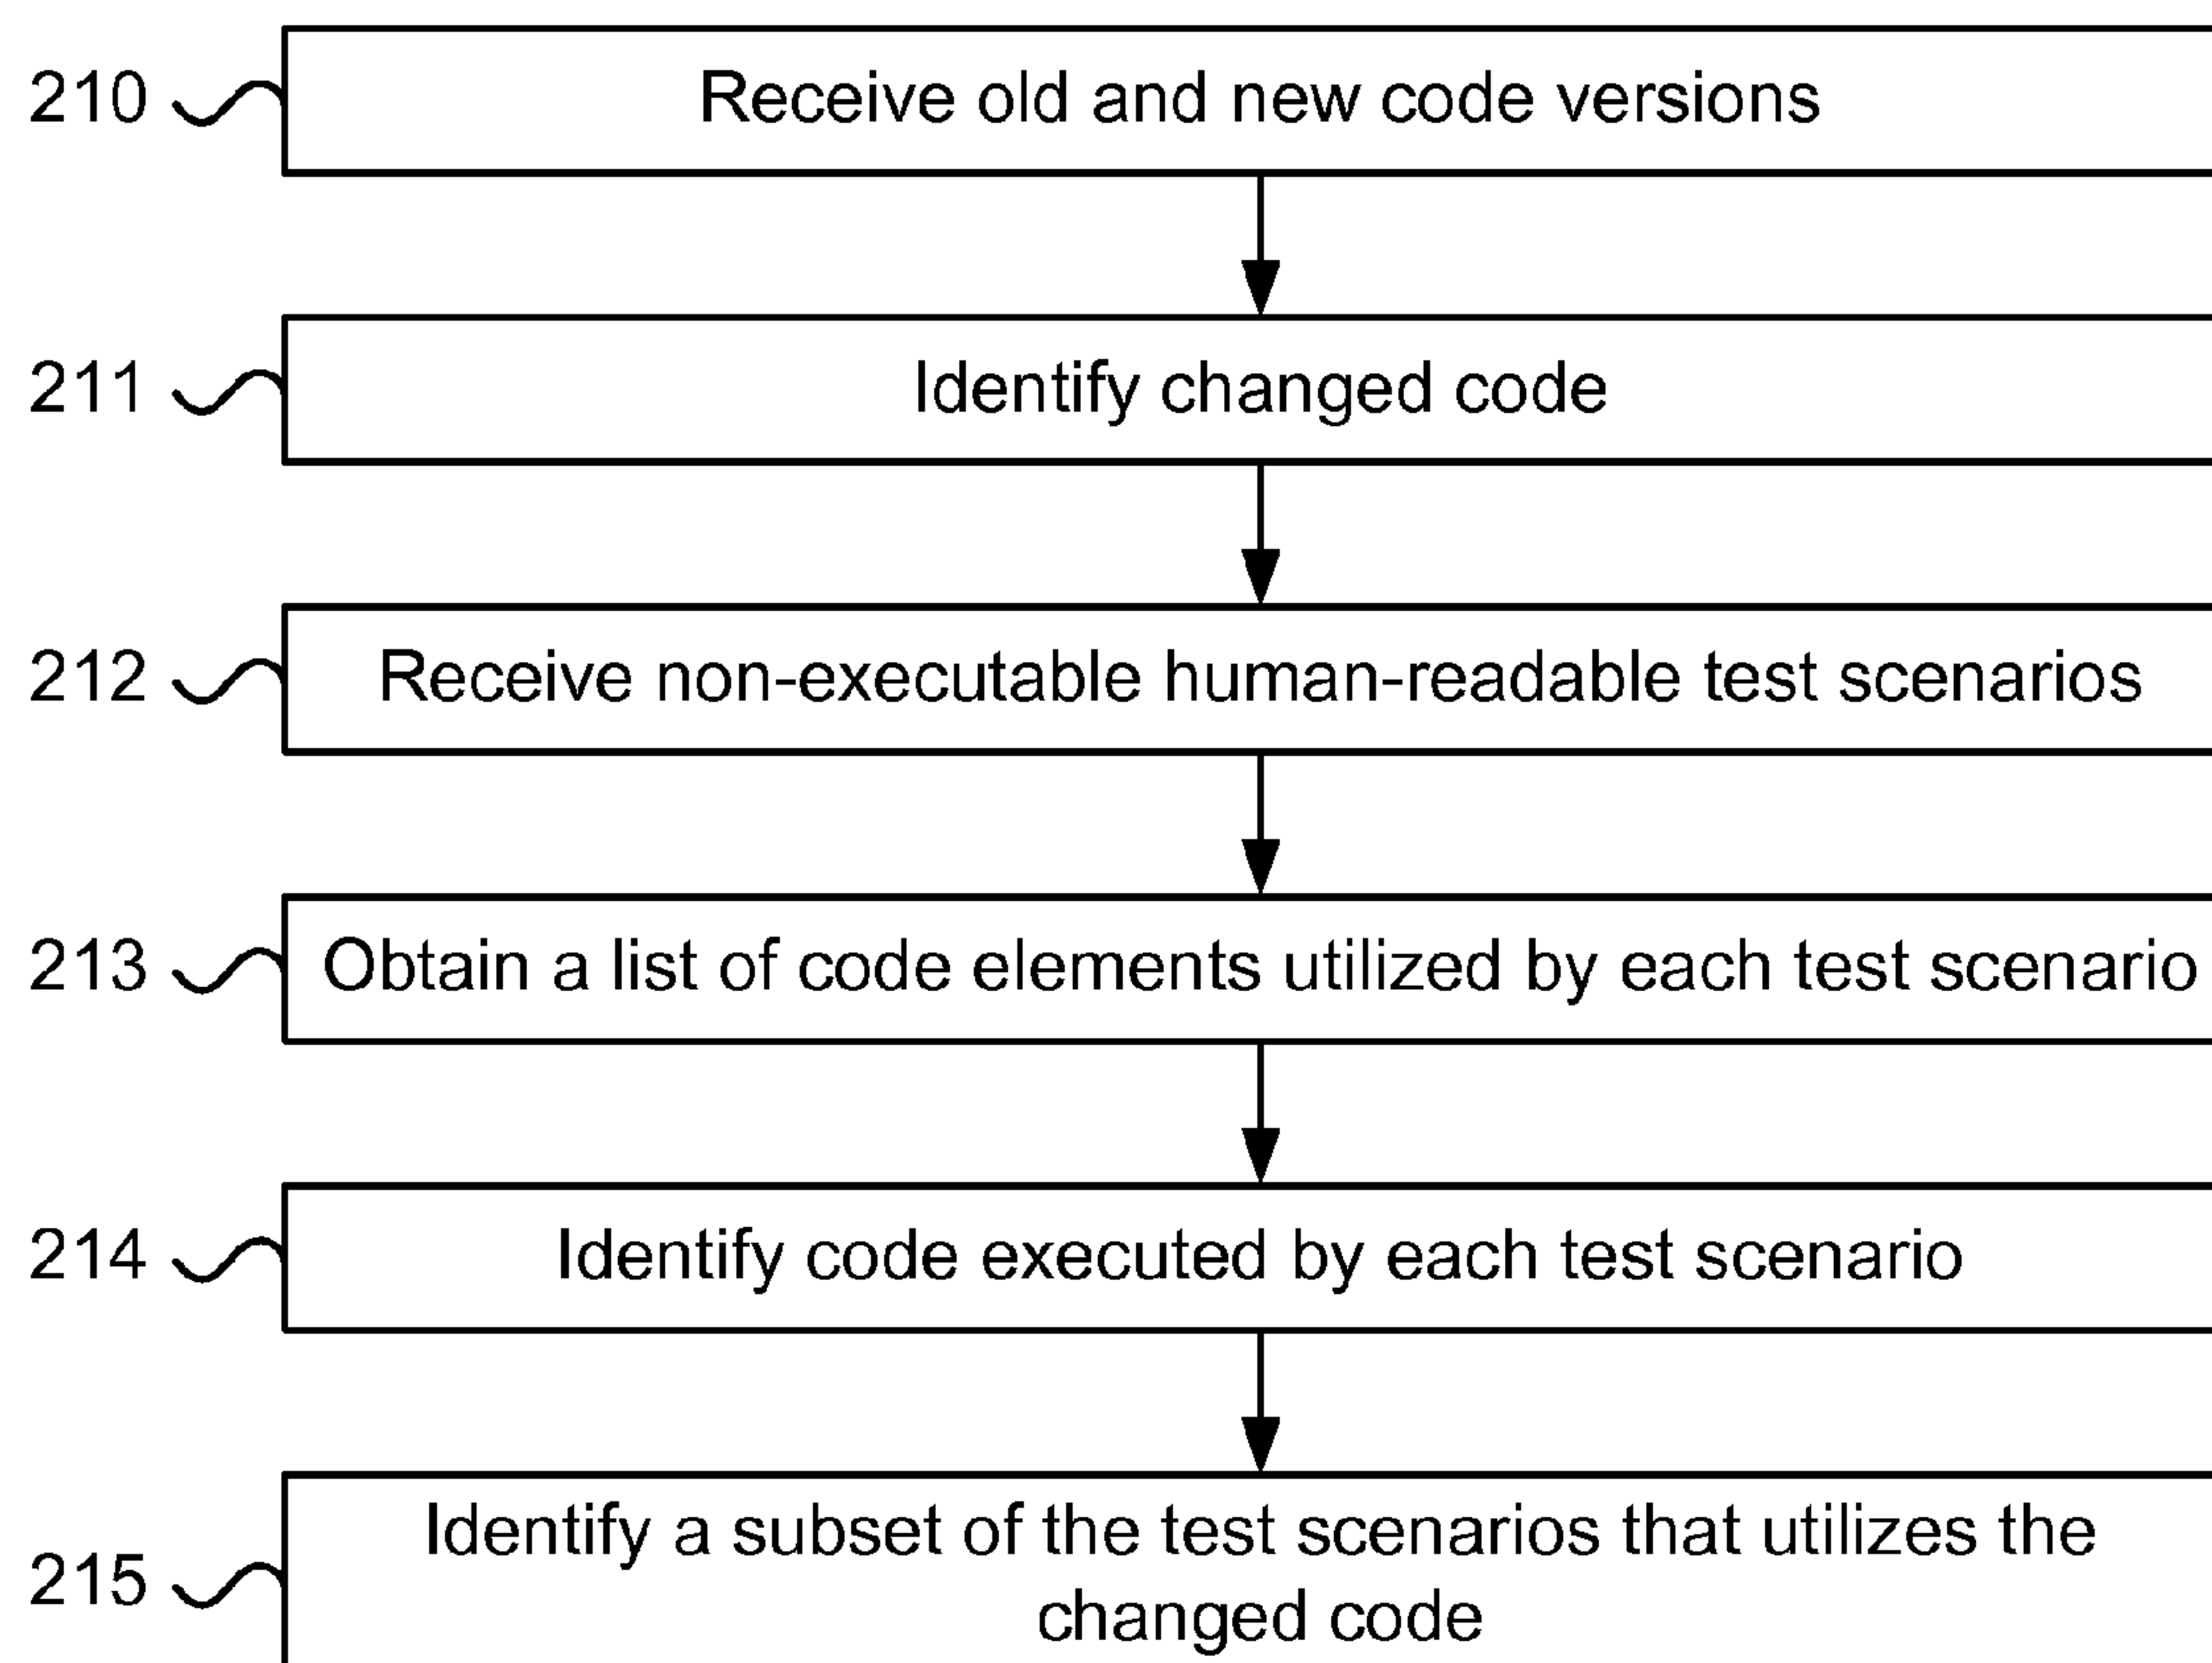 210
Receive old and new code versions
211
Identify changed code
212
Receive non-executable human-readable test scenarios
213
Obtain a list of code elements utilized by each test scenario
214
Identify code executed by each test scenario
215
Identify a subset of the test scenarios that utilizes the
changed code